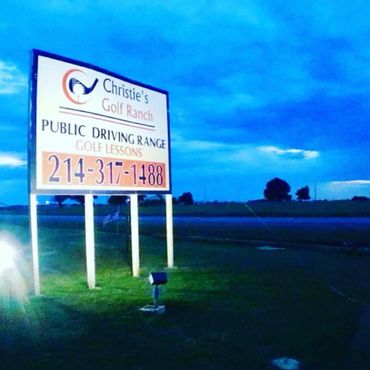 Christie's
Golf Ranch
PUBLIC DRIVING RANGE
GOLF LESSONS
214-317-1488